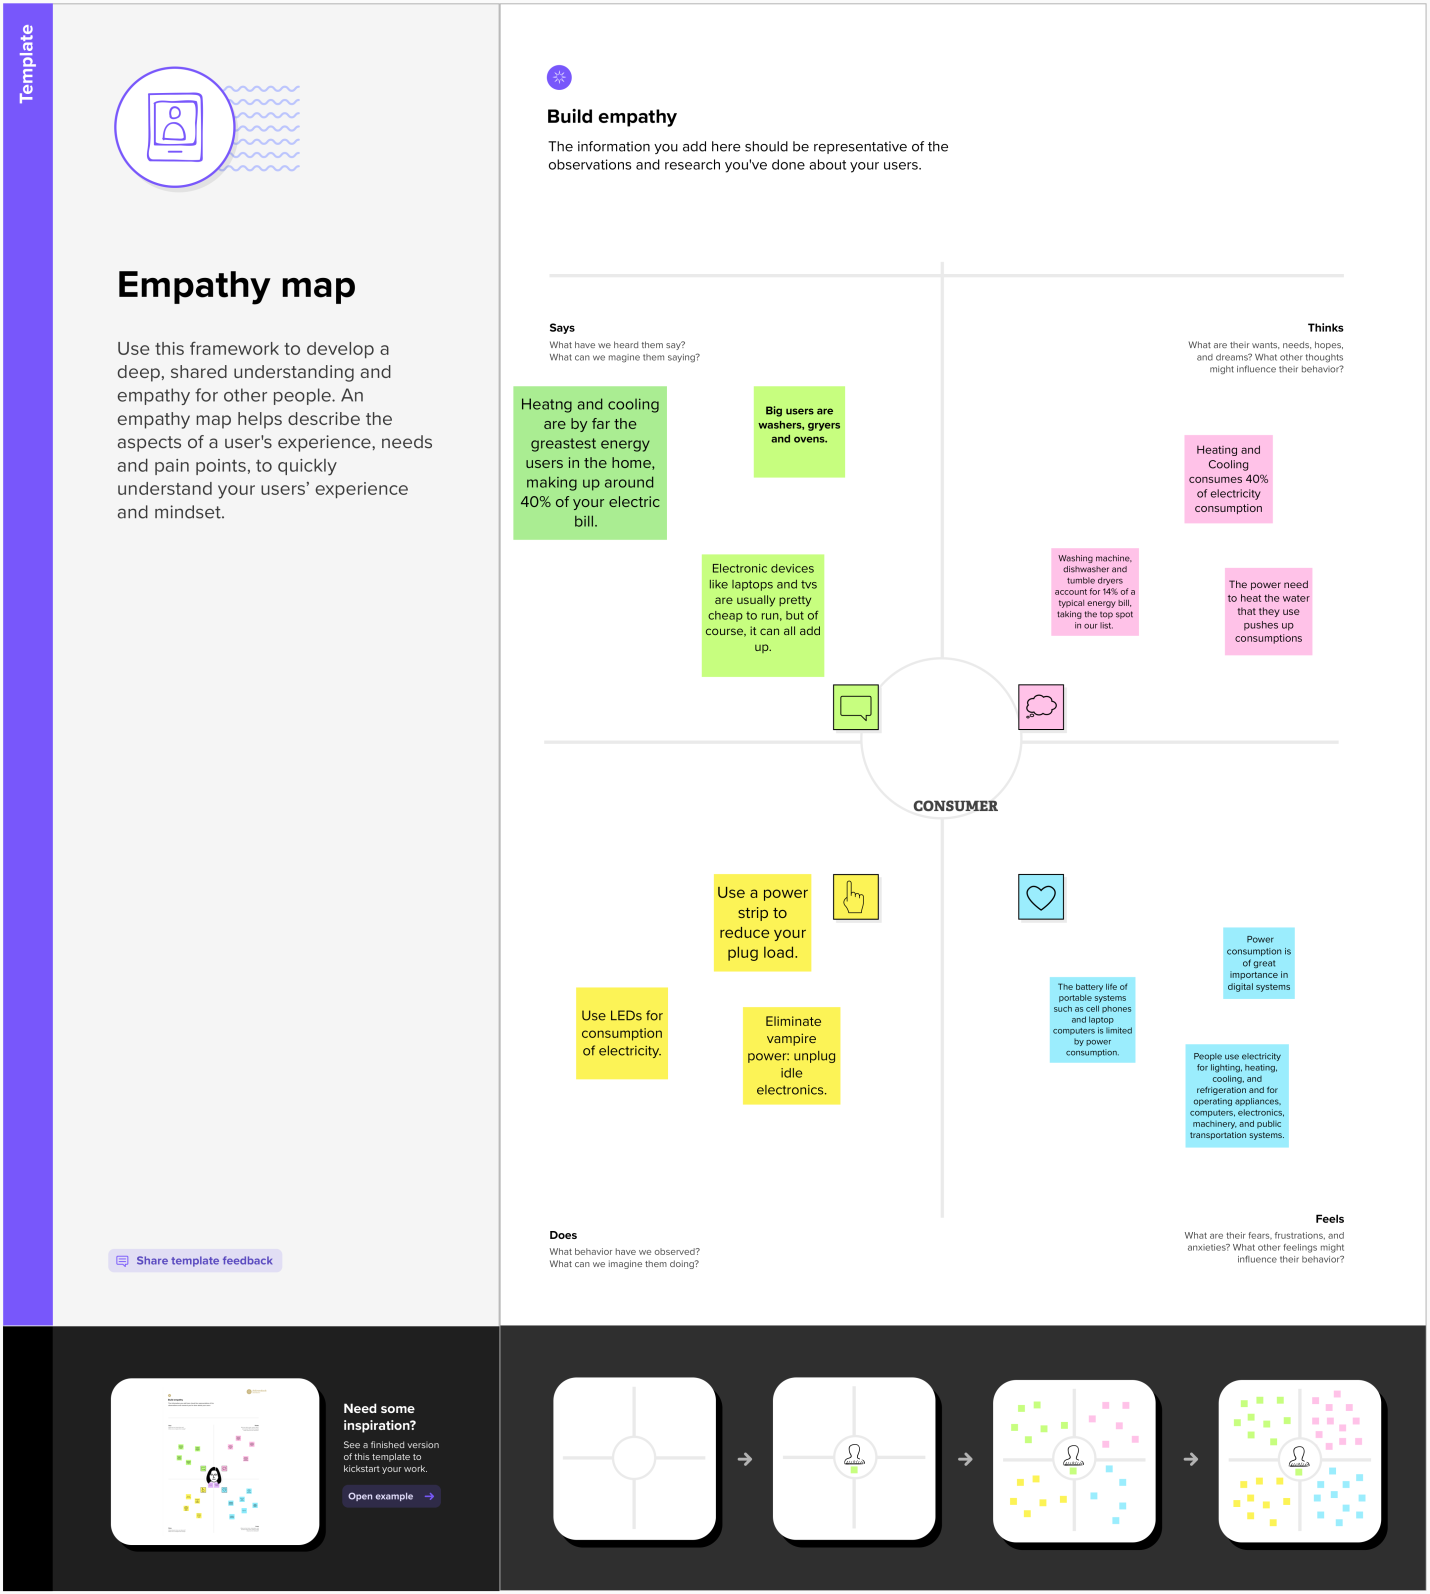 Template
Empathy map
Use this framework to develop a
deep, shared understanding and
empathy for other people. An
empathy map helps describe the
aspects of a user's experience, needs
and pain points, to quickly
understand your users' experience
and mindset.
Share template feedback
Build empathy
The information you add here should be representative of the
observations and research you've done about your users.
Says
What have we heard them say?
What can we magine them saying?
Thinks
What are their wants, needs, hopes,
and dreams? What other thoughts
might influence their behavior?
Heatng and cooling
are by far the
greastest energy
users in the home,
making up around
40% of your electric
bill.
Big users are
washers, gryers
and ovens.
Electronic devices
like laptops and tvs
are usually pretty
cheap to run, but of
course, it can all add
up.
Heating and
Cooling
consumes 40%
of electricity
consumption
Washing machine,
dishwasher and
tumble dryers
account for 14% of a
typical energy bill,
taking the top spot
in our list.
The power need
to heat the water
that they use
pushes up
consumptions
CONSUMER
Use a power
strip to
reduce your
plug load.
Use LEDs for
consumption
of electricity.
Eliminate
vampire
power: unplug
idle
electronics.
Power
consumption is
of great
importance in
digital systems
The battery life of
portable systems
such as cell phones
and laptop
computers is limited
by power
consumption.
People use electricity
for lighting, heating,
cooling, and
refrigeration and for
operating appliances,
computers, electronics,
machinery, and public
transportation systems.
Does
What behavior have we observed?
What can we imagine them doing?
Feels
What are their fears, frustrations, and
anxieties? What other feelings might
influence their behavior?
Need some
inspiration?
See a finished version
of this template to
kickstart your work.
Open example